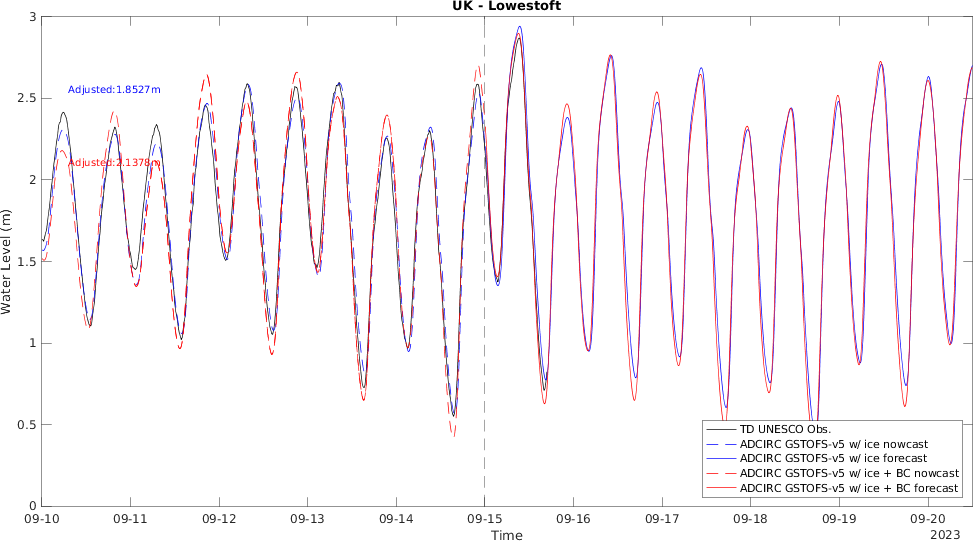 UK - Lowestoft
3
2.5
2
1.5
1
0.5
0
Water Level (m)
Adjusted:1.8527m
Adjusted:2.1378m
TD UNESCO Obs.
ADCIRC GSTOFS-v5 w/ ice nowcast
ADCIRC GSTOFS-v5 w/ ice forecast
ADCIRC GSTOFS-v5 w/ ice + BC nowcast
ADCIRC GSTOFS-v5 w/ ice + BC forecast
09-10 09-11 09-12 09-13 09-14 09-15 09-16 09-17 09-18 09-19 09-20
Time
2023